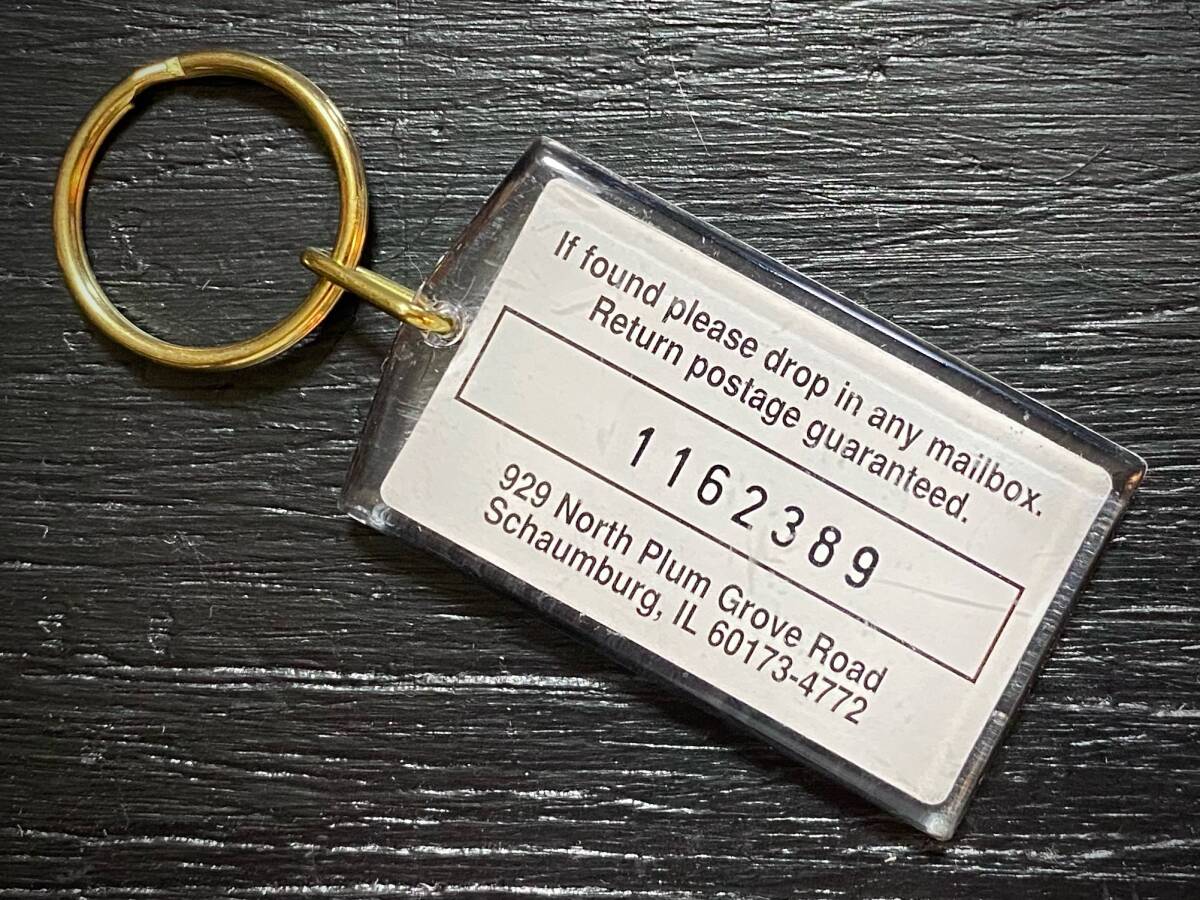 If found please drop in any mailbox.
Return postage guaranteed.
1162389
929 North Plum Grove Road
Schaumburg, IL 60173-4772